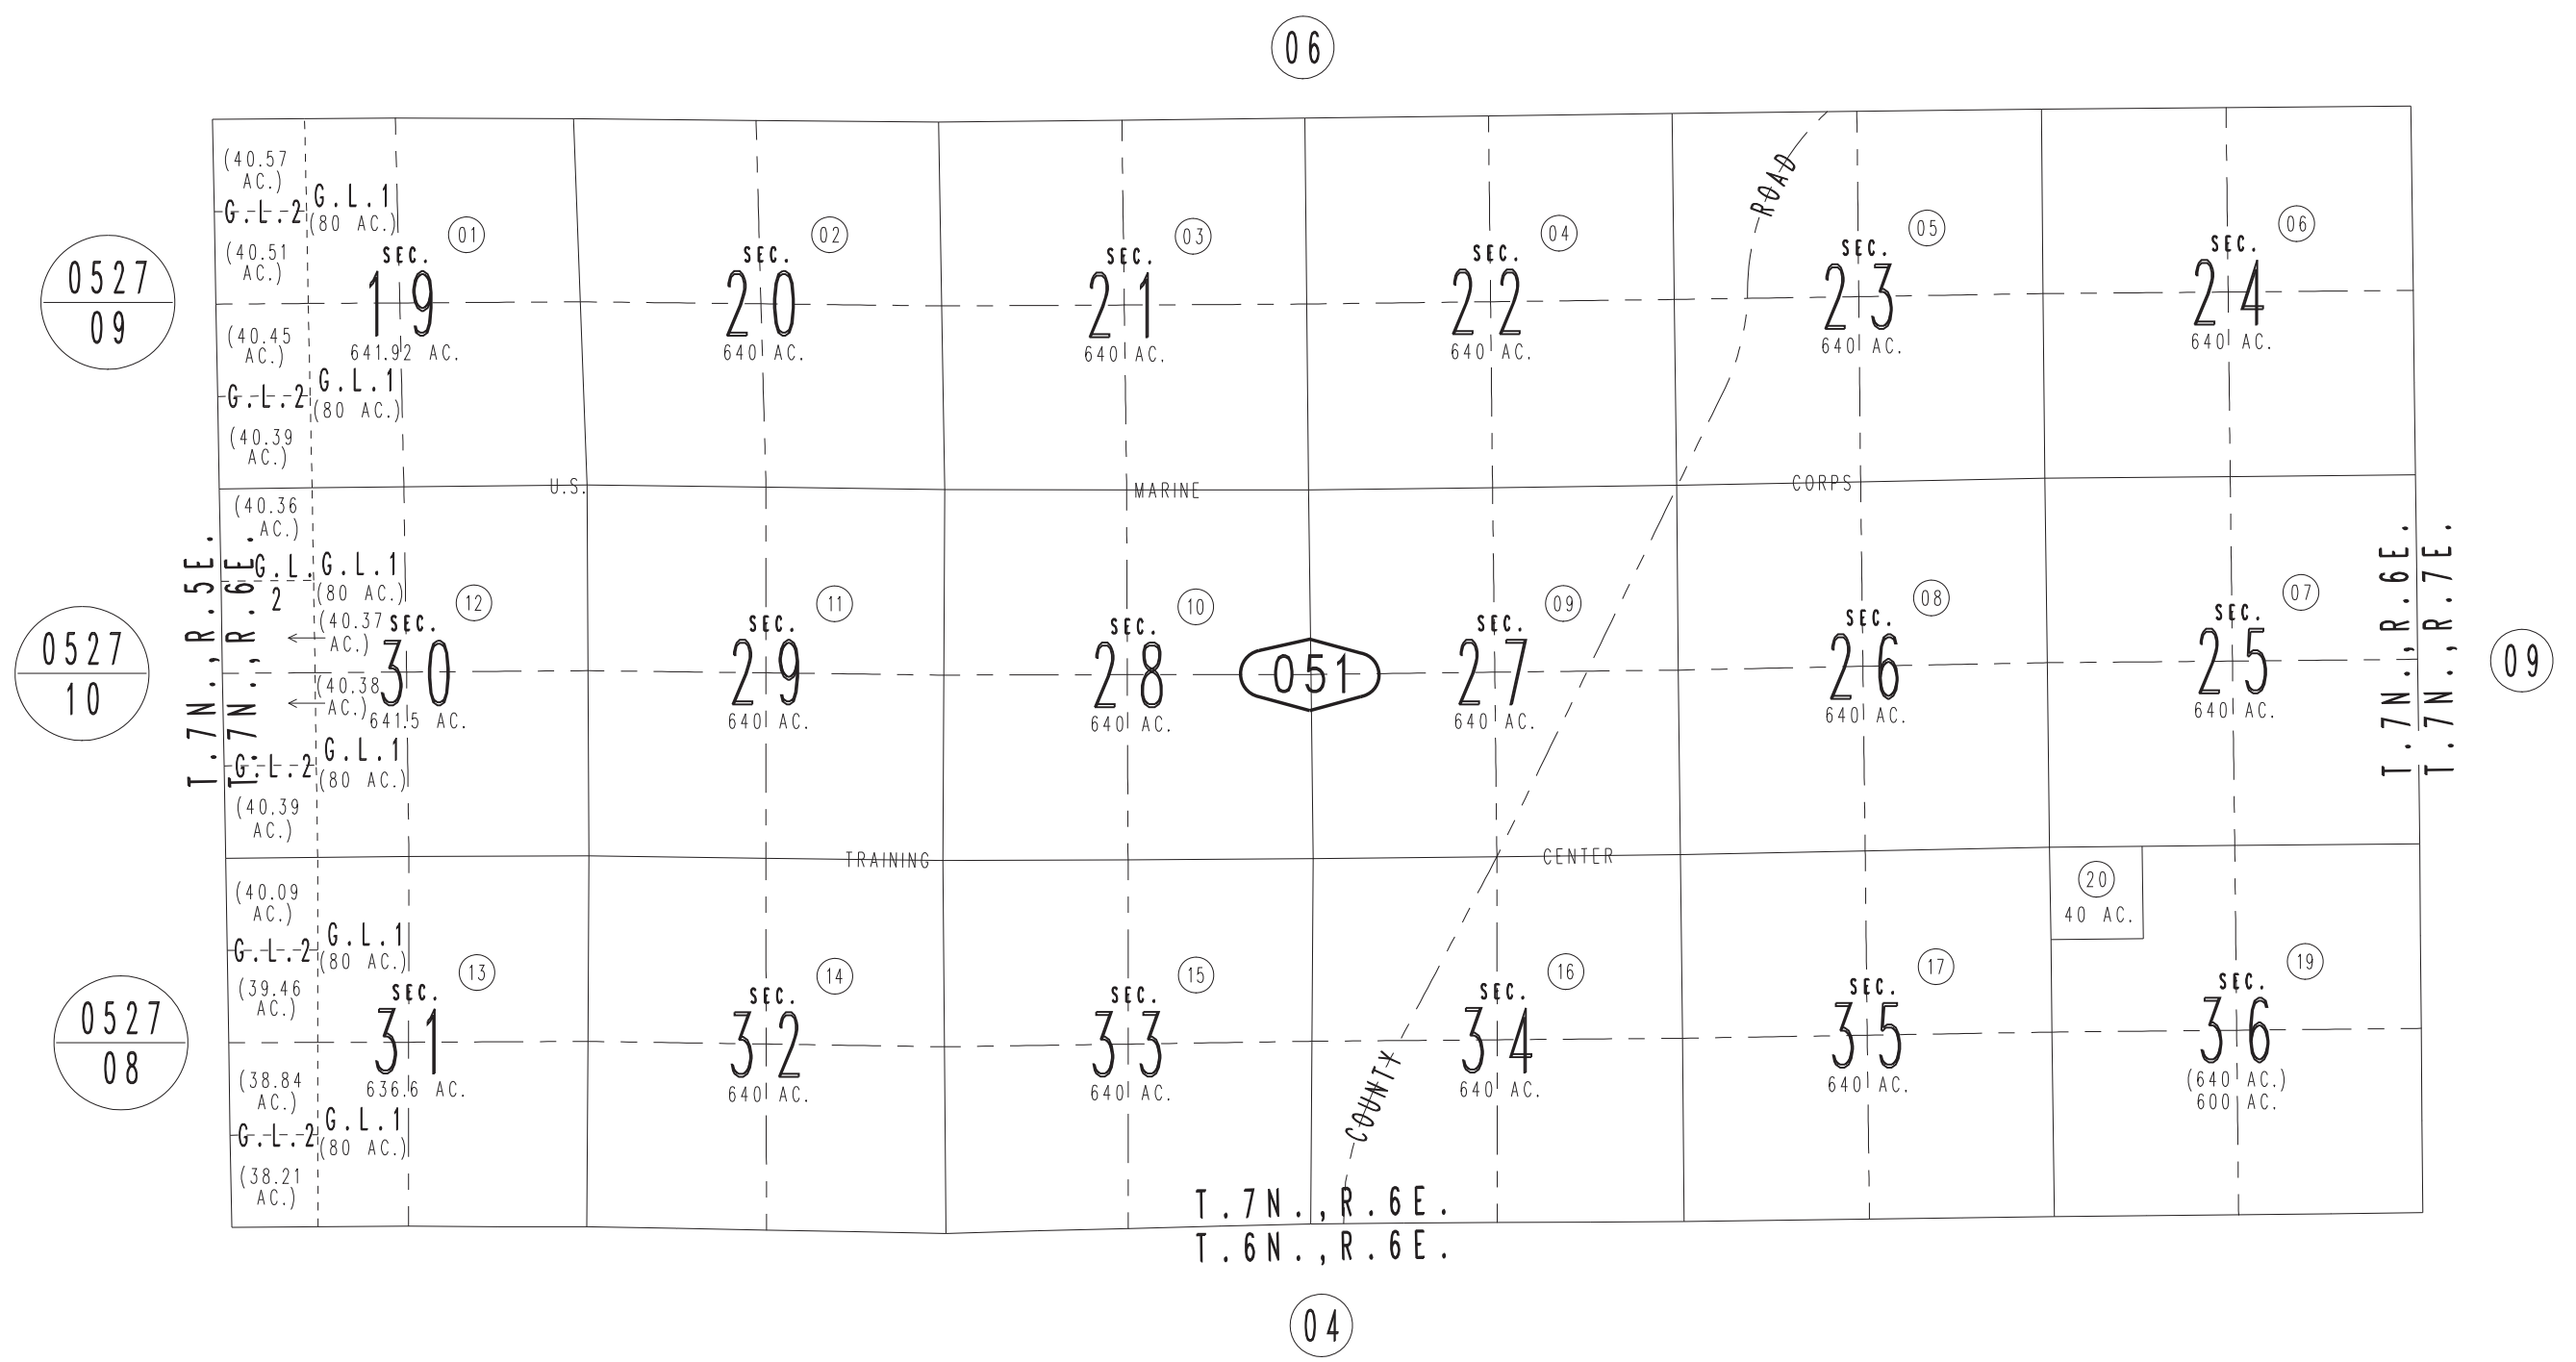 06
(40.57
AC.)
G.L.2
G.L.1
(80 AC.)
(40.51
AC.)
01
SEC.
19
641.92 AC.
02
SEC.
20
640 AC.
03
SEC.
21
640 AC.
04
SEC.
22
640 AC.
ROAD
05
SEC.
23
640 AC.
06
SEC.
24
640 AC.
0527
09
(40.45
AC.)
G.L.2
G.L.1
(80 AC.)
(40.39
AC.)
U.S.
MARINE
CORPS
(40.36
AC.)
G.L.
2
G.L.1
(80 AC.)
(40.37
AC.)
(40.38
AC.)
12
SEC.
30
641.5 AC.
11
SEC.
29
640 AC.
10
SEC.
28
640 AC.
051
09
SEC.
27
640 AC.
08
SEC.
26
640 AC.
07
SEC.
25
640 AC.
0527
10
T.7N.,R.5E.
T.7N.,R.6E.
T.7N.,R.6E.
T.7N.,R.7E.
09
G.L.2
G.L.1
(80 AC.)
(40.39
AC.)
TRAINING
CENTER
(40.09
AC.)
G.L.2
G.L.1
(80 AC.)
(39.46
AC.)
13
SEC.
31
636.6 AC.
14
SEC.
32
640 AC.
15
SEC.
33
640 AC.
16
SEC.
34
640 AC.
17
SEC.
35
640 AC.
20
40 AC.
19
SEC.
36
(640 AC.)
600 AC.
0527
08
(38.84
AC.)
G.L.2
G.L.1
(80 AC.)
(38.21
AC.)
COUNTY
T.7N.,R.6E.
T.6N.,R.6E.
04